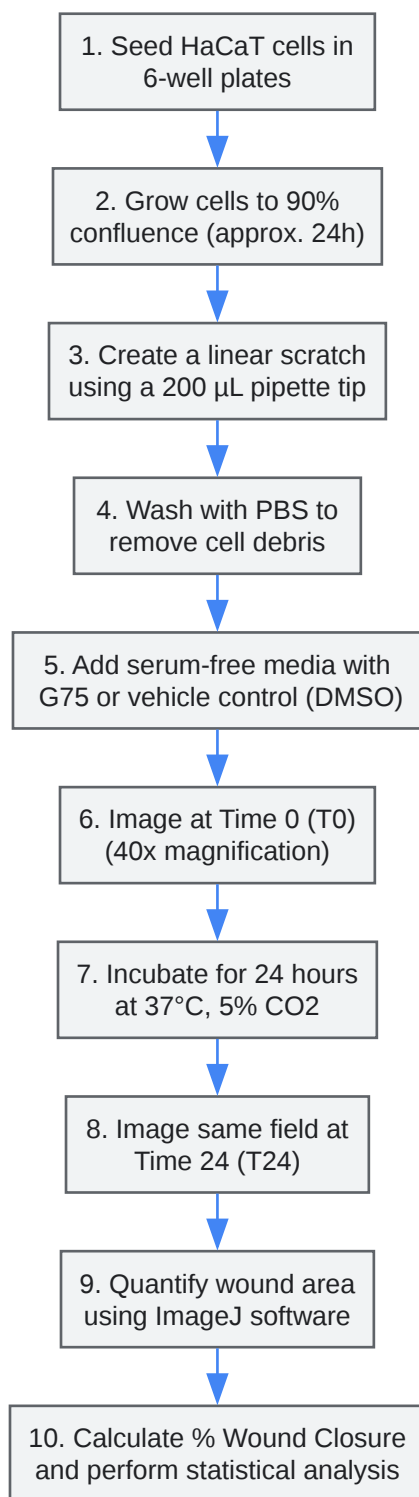 1. Seed HaCaT cells in
6-well plates
2. Grow cells to 90%
confluence (approx. 24h)
3. Create a linear scratch
using a 200 µL pipette tip
4. Wash with PBS to
remove cell debris
5. Add serum-free media with
G75 or vehicle control (DMSO)
6. Image at Time 0 (T0)
(40x magnification)
7. Incubate for 24 hours
at 37°C, 5% CO2
8. Image same field at
Time 24 (T24)
9. Quantify wound area
using ImageJ software
10. Calculate % Wound Closure
and perform statistical analysis